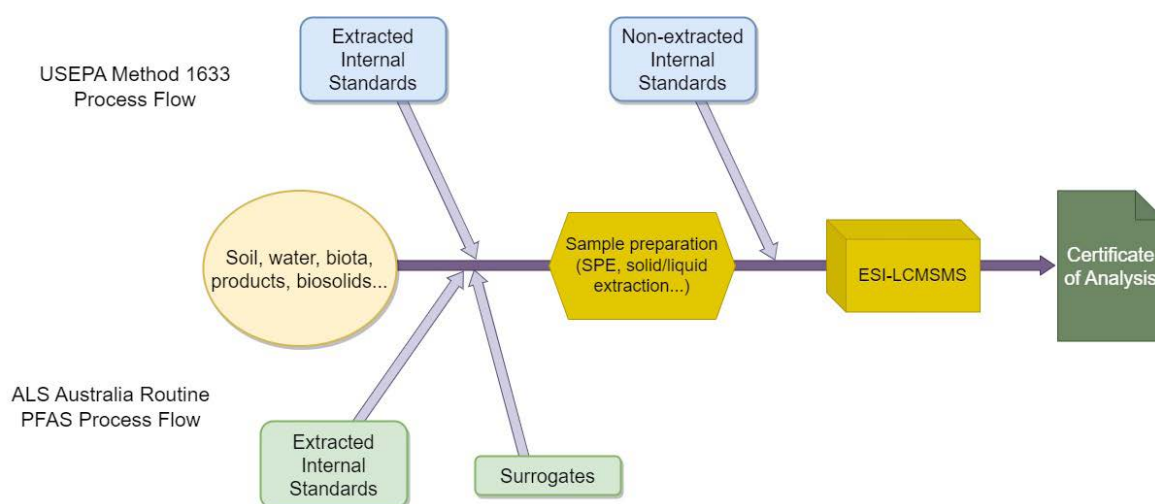 USEPA Method 1633
Process Flow
Extracted
Internal
Standards
Non-extracted
Internal
Standards
Soil, water, biota,
products, biosolids...
Sample preparation
(SPE, solid/liquid
extraction...)
ESI-LCMSMS
Certificate
of Analysis
ALS Australia Routine
PFAS Process Flow
Extracted
Internal
Standards
Surrogates